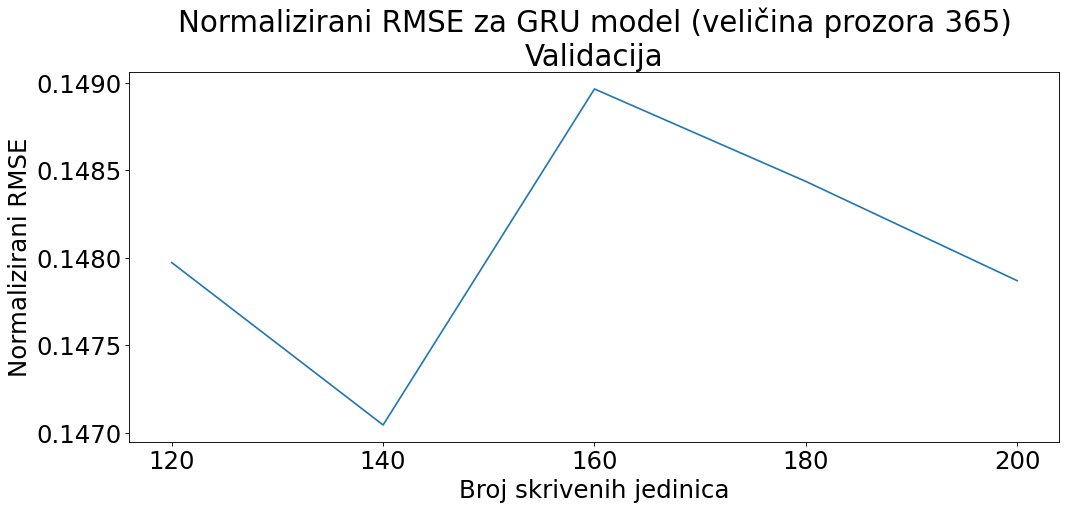 Normalizirani RMSE za GRU model (veličina prozora 365)
Validacija
Normalizirani RMSE
0.1490
0.1485
0.1480
0.1475
0.1470
120 140 160 180 200
Broj skrivenih jedinica